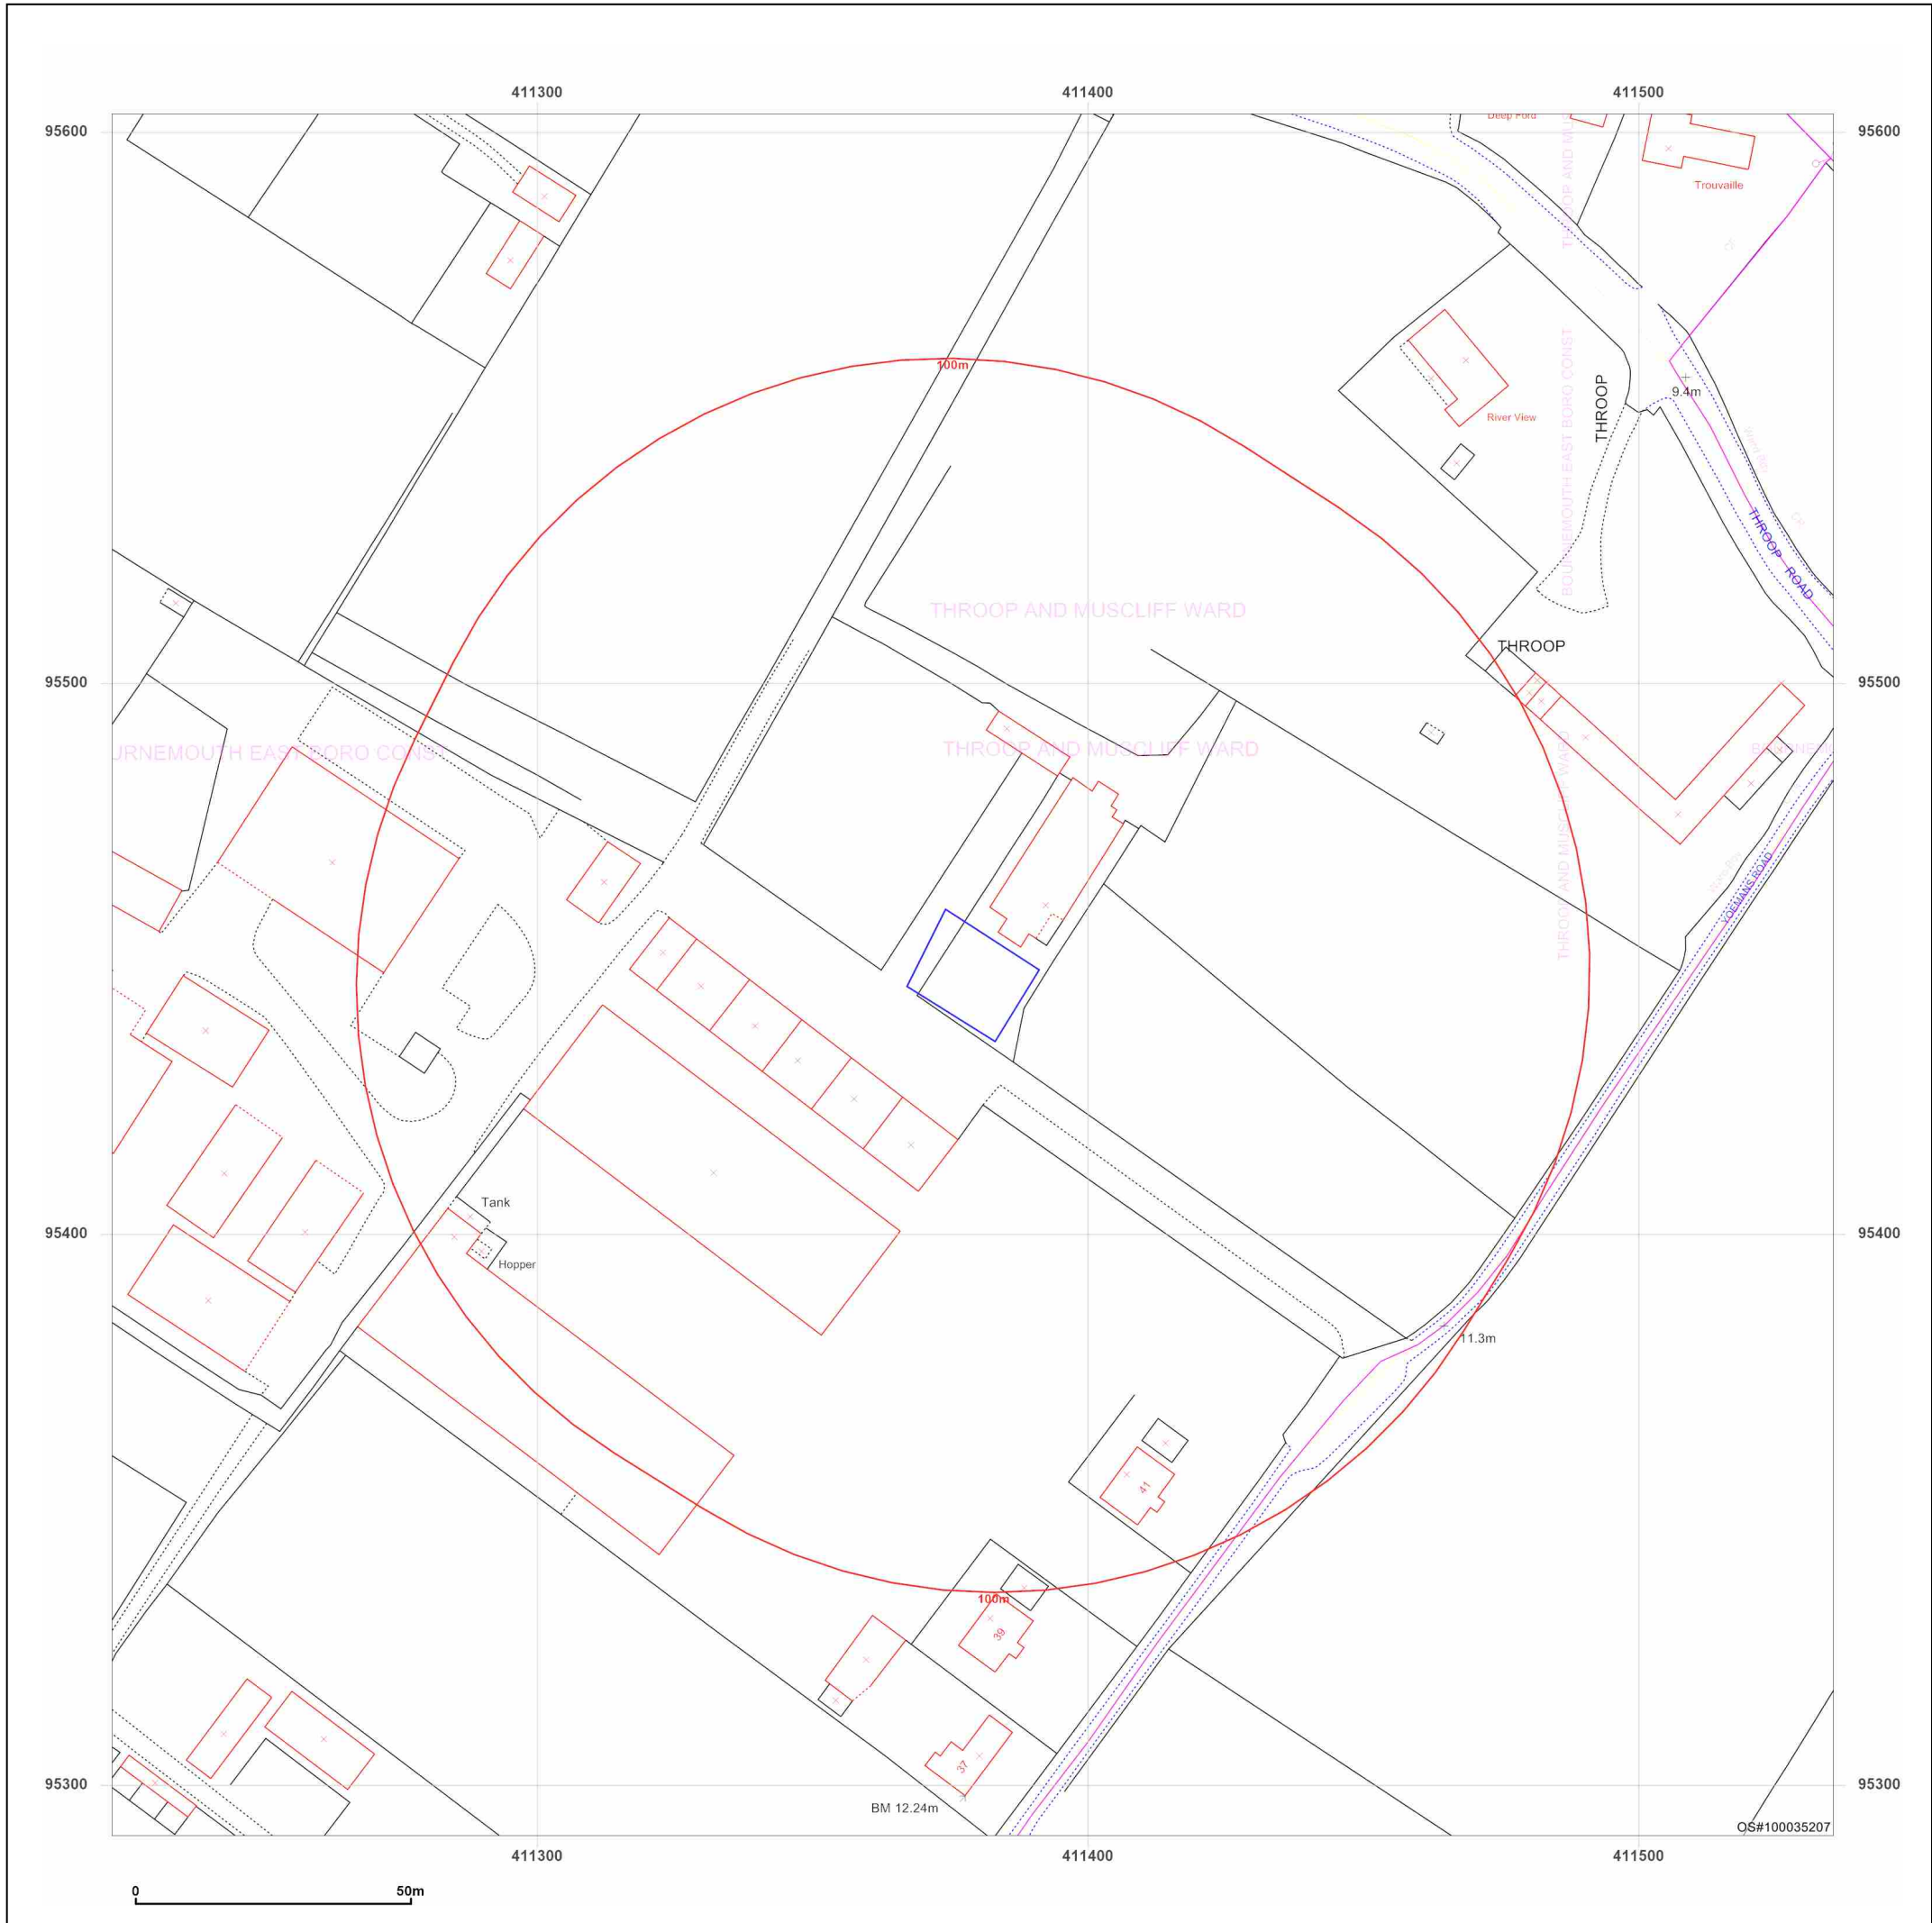 411300
411400
411500
95600
95600
Deep Ford
THROOP AND MUS
Trouvaille
100m
THROOP
9.4m
River View
BOURNEMOUTH EAST BORO CONST
THROOP ROAD
THROOP AND MUSCLIFF WARD
THROOP
95500
95500
URNEMOUTH EAST BORO CONST
THROOP AND MUSCLIFF WARD
THROOP AND MUSCLIFF WARD
YOEMANS ROAD
Tank
Hopper
95400
95400
11.3m
41
100m
39
37
95300
95300
BM 12.24m
OS#100035207
411300
411400
411500
0
50m